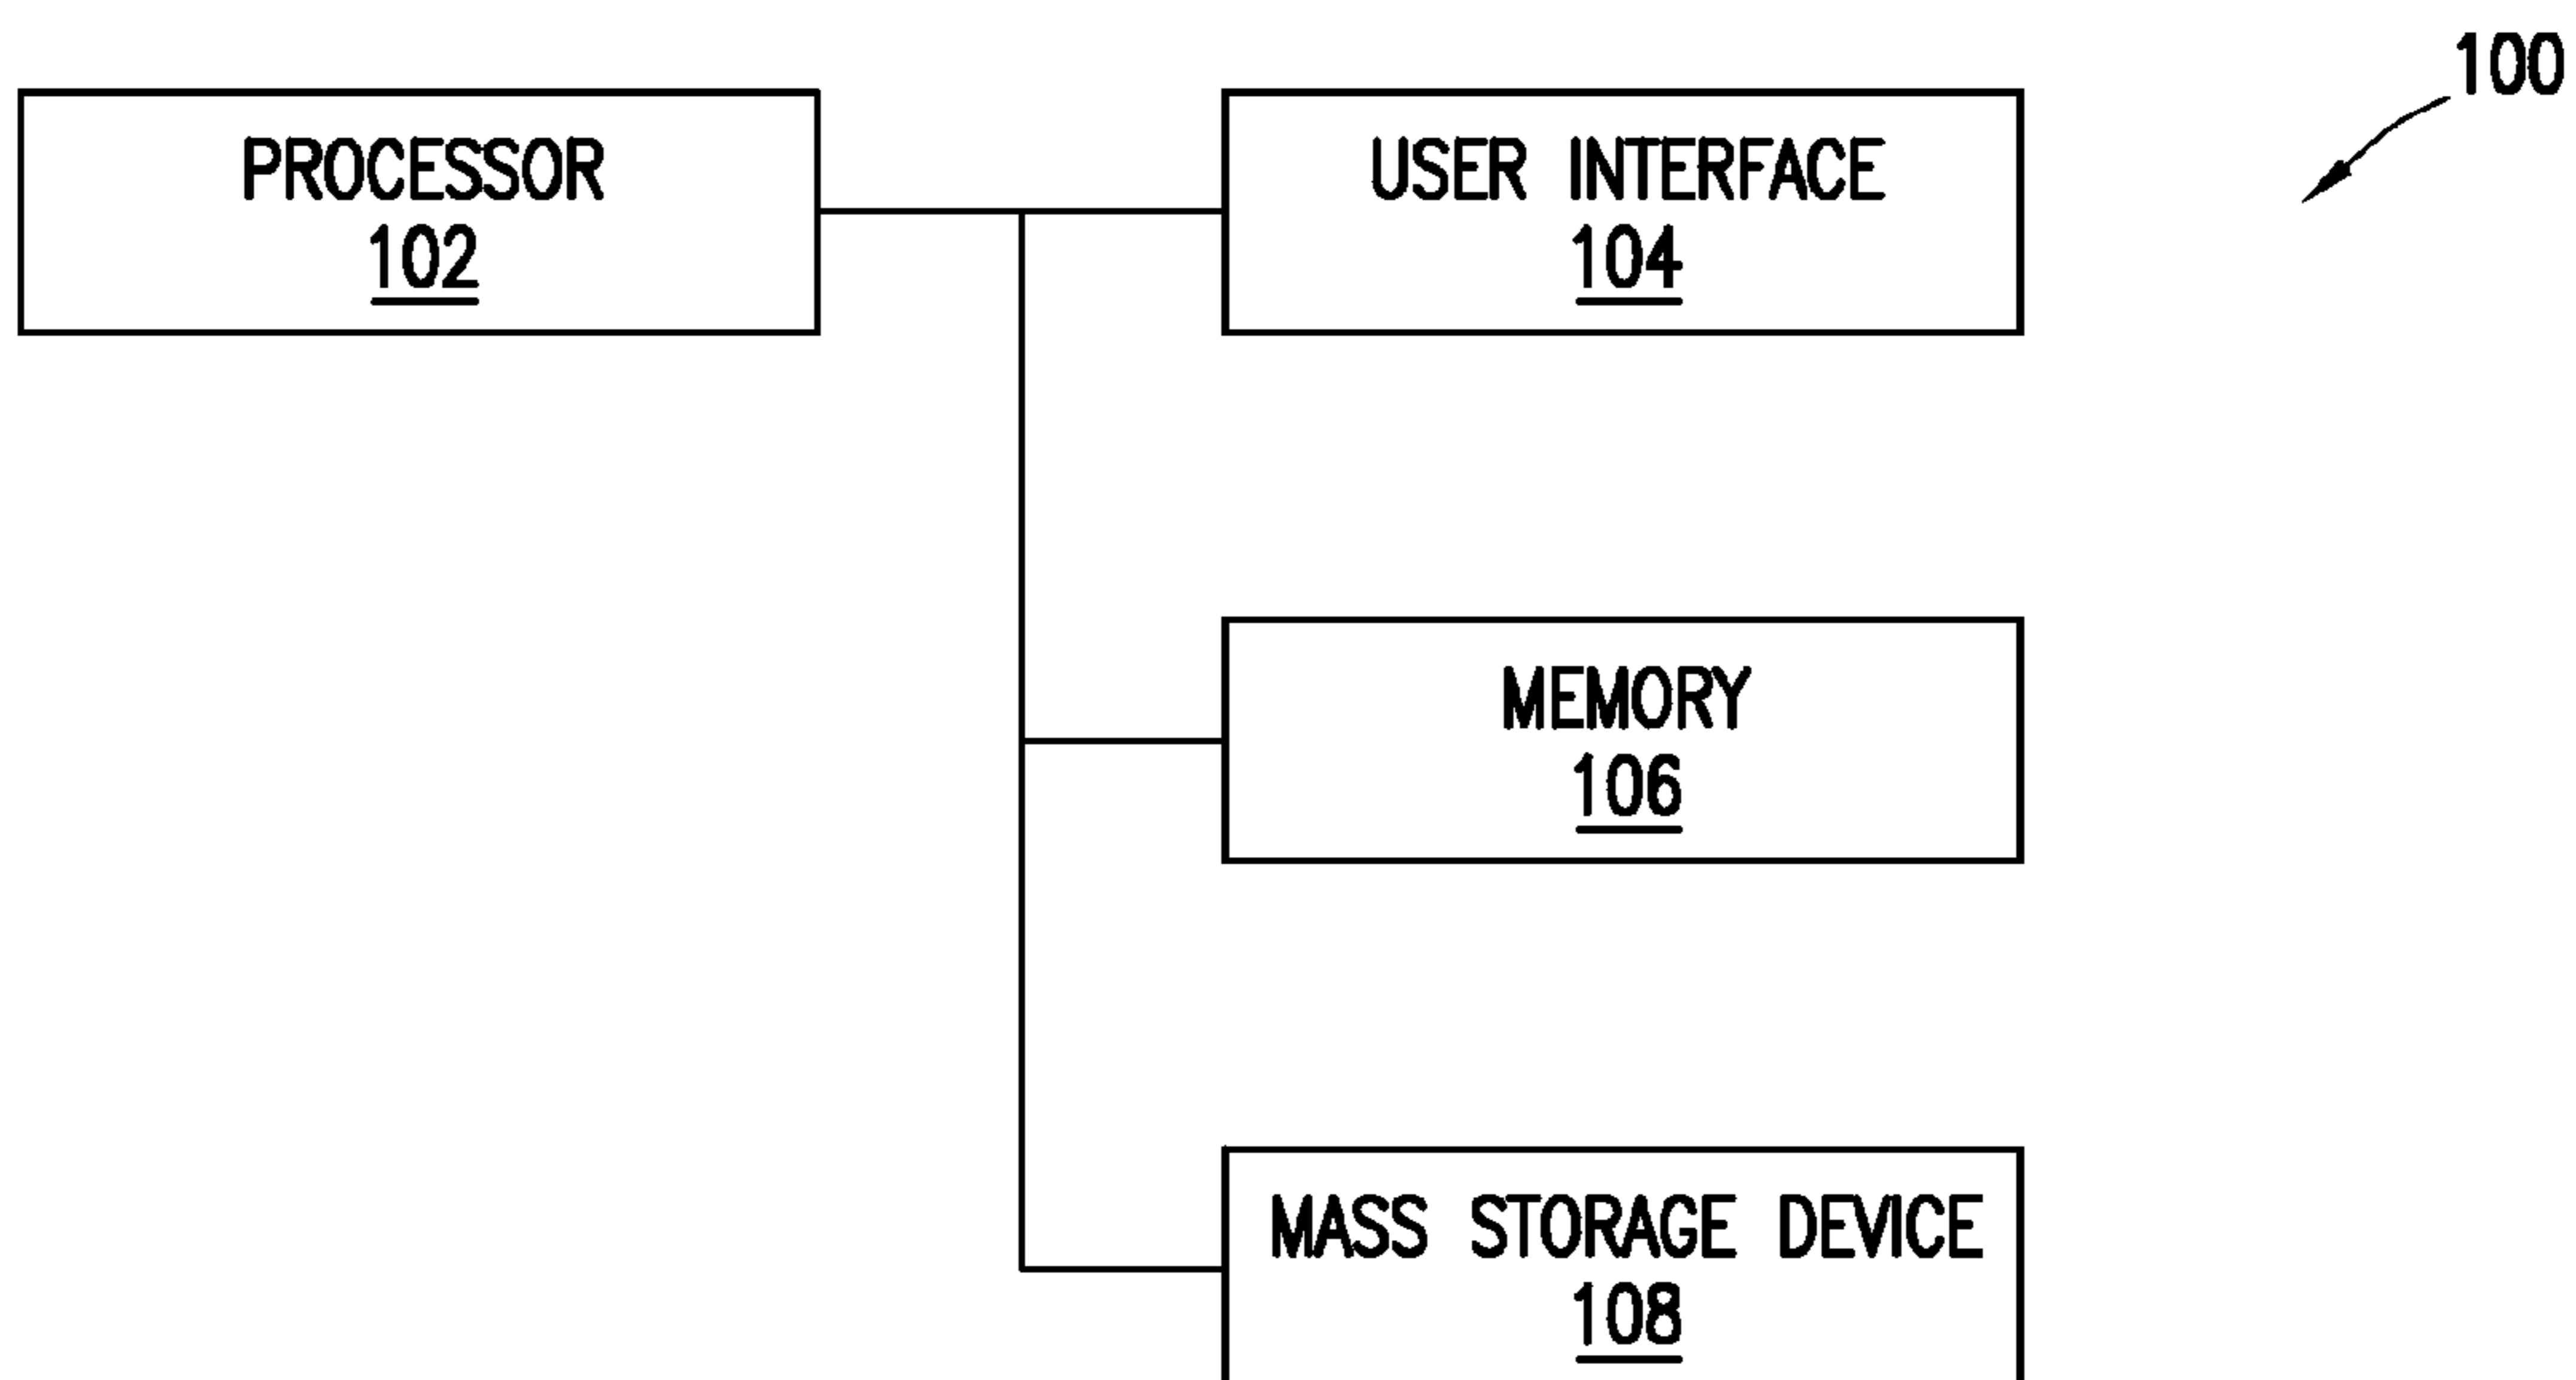 100
PROCESSOR
102
USER INTERFACE
104
MEMORY
106
MASS STORAGE DEVICE
108